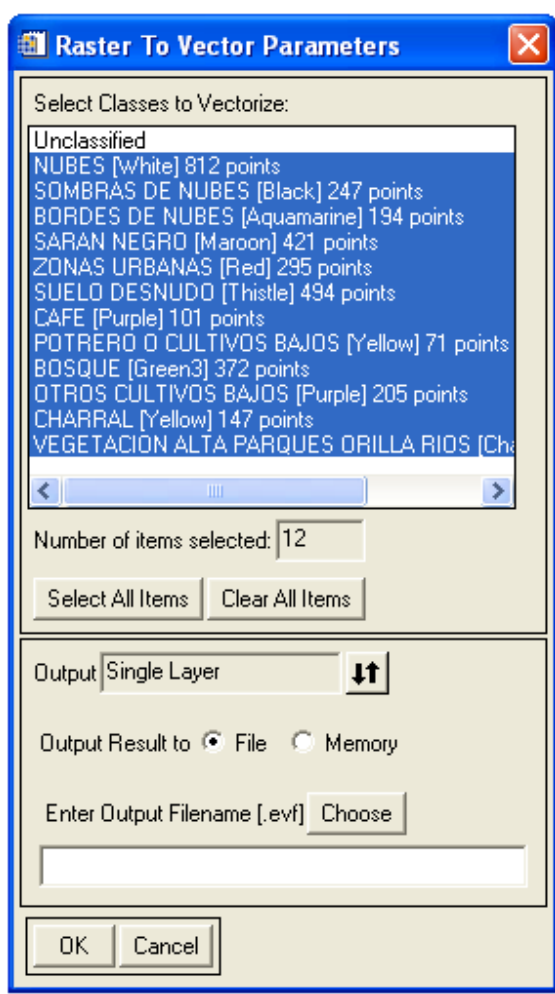 Raster To Vector Parameters
Select Classes to Vectorize:
Unclassified
NUBES [White] 812 points
SOMBRAS DE NUBES [Black] 247 points
BORDES DE NUBES [Aquamarine] 194 points
SARAN NEGRO [Maroon] 421 points
ZONAS URBANAS [Red] 295 points
SUELO DESNUDO [Thistle] 494 points
CAFE [Purple] 101 points
POTRERO O CULTIVOS BAJOS [Yellow] 71 points
BOSQUE [Green3] 372 points
OTROS CULTIVOS BAJOS [Purple] 205 points
CHARRAL [Yellow] 147 points
VEGETACION ALTA PARQUES ORILLA RIOS [Cha
Number of items selected: 12
Select All Items Clear All Items
Output Single Layer
Output Result to File Memory
Enter Output Filename [.evf] Choose
OK Cancel